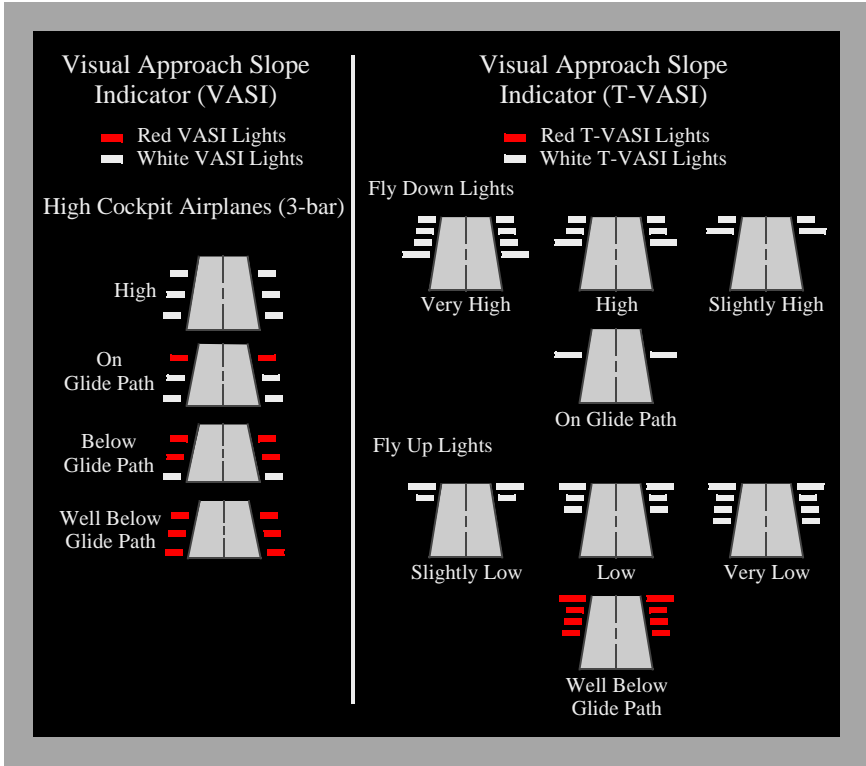 Visual Approach Slope
Indicator (VASI)
Red VASI Lights
White VASI Lights
High Cockpit Airplanes (3-bar)
High
On
Glide Path
Below
Glide Path
Well Below
Glide Path
Visual Approach Slope
Indicator (T-VASI)
Red T-VASI Lights
White T-VASI Lights
Fly Down Lights
Very High
High
Slightly High
On Glide Path
Fly Up Lights
Slightly Low
Low
Very Low
Well Below
Glide Path